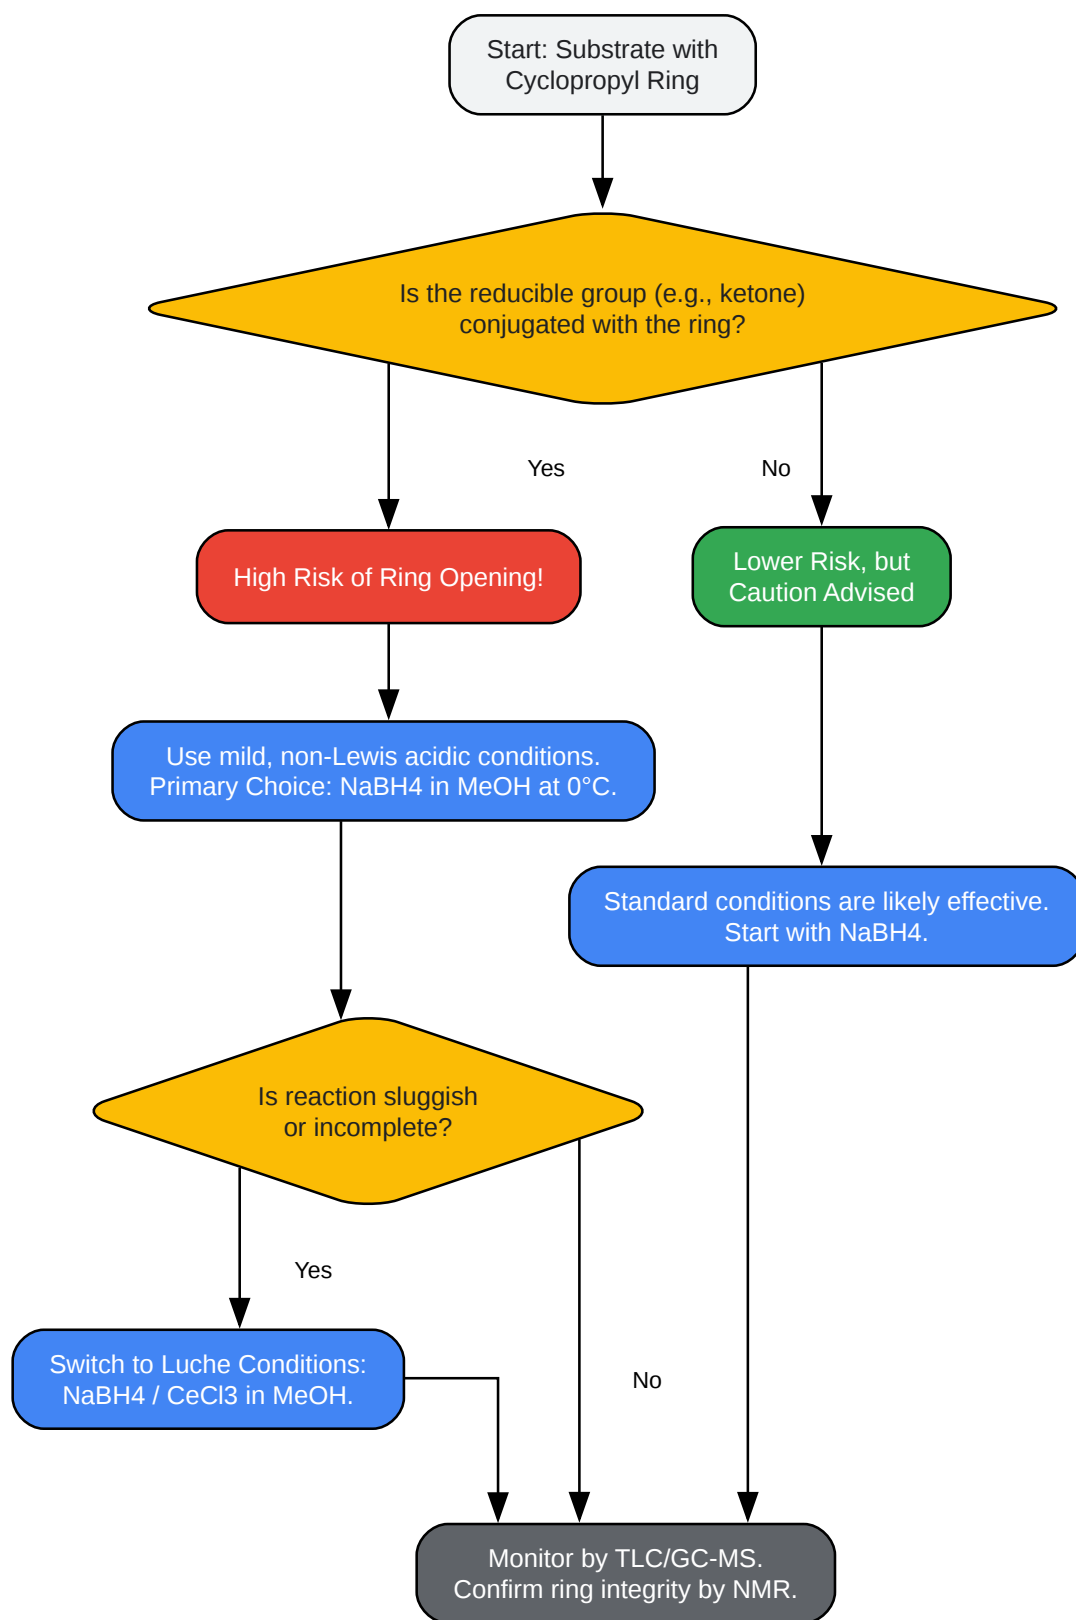 Start: Substrate with
Cyclopropyl Ring
Is the reducible group (e.g., ketone)
conjugated with the ring?
Yes
No
High Risk of Ring Opening!
Lower Risk, but
Caution Advised
Use mild, non-Lewis acidic conditions.
Primary Choice: NaBH4 in MeOH at 0°C.
Standard conditions are likely effective.
Start with NaBH4.
Is reaction sluggish
or incomplete?
Yes
Switch to Luche Conditions:
NaBH4 / CeCl3 in MeOH.
No
Monitor by TLC/GC-MS.
Confirm ring integrity by NMR.